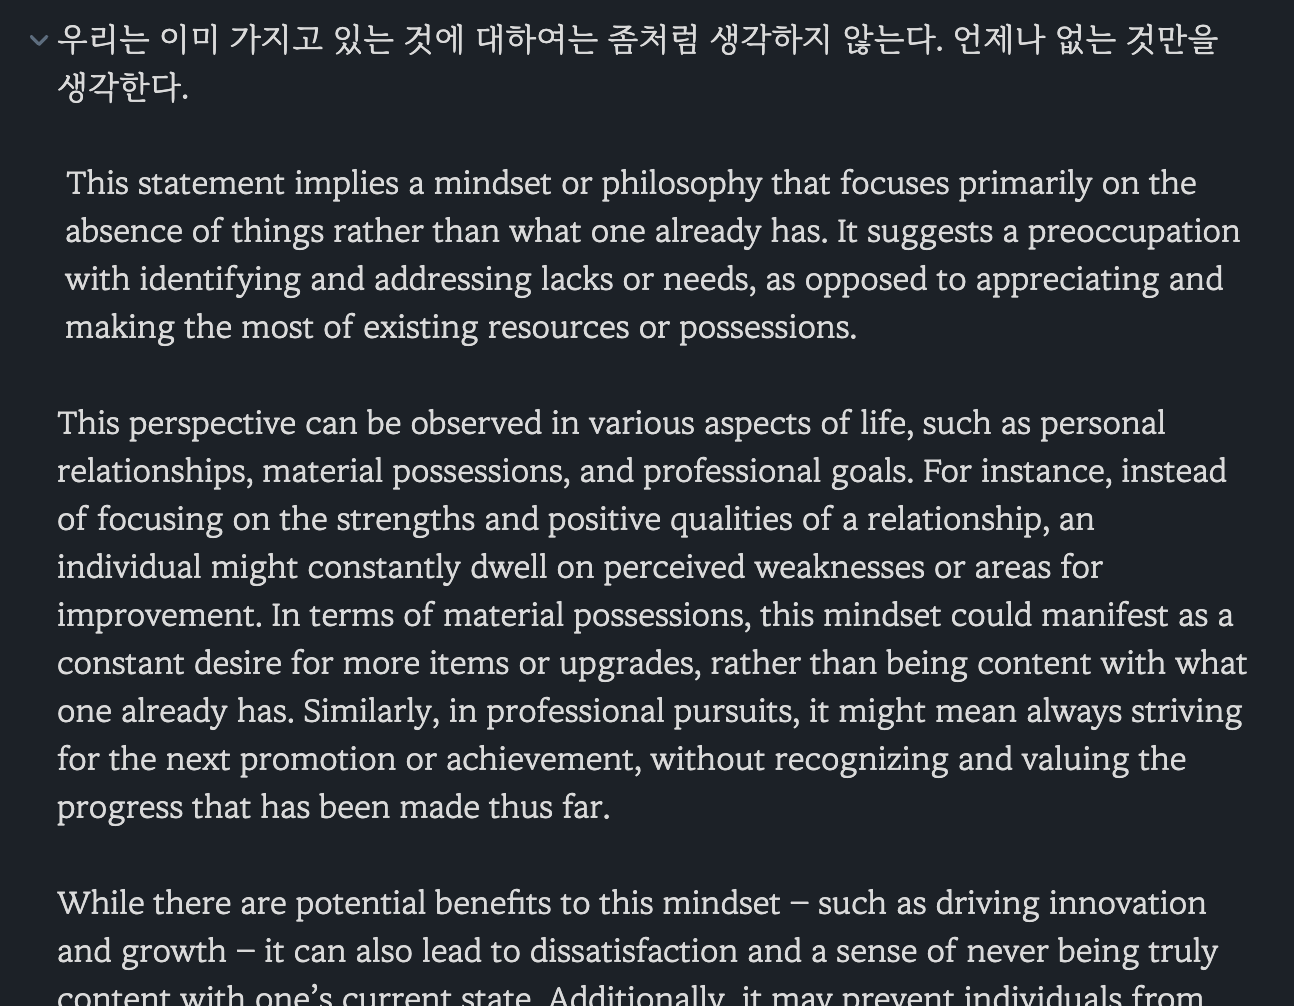 우리는 이미 가지고 있는 것에 대하여는 좀처럼 생각하지 않는다. 언제나 없는 것만을
생각한다.
This statement implies a mindset or philosophy that focuses primarily on the
absence of things rather than what one already has. It suggests a preoccupation
with identifying and addressing lacks or needs, as opposed to appreciating and
making the most of existing resources or possessions.
This perspective can be observed in various aspects of life, such as personal
relationships, material possessions, and professional goals. For instance, instead
of focusing on the strengths and positive qualities of a relationship, an
individual might constantly dwell on perceived weaknesses or areas for
improvement. In terms of material possessions, this mindset could manifest as a
constant desire for more items or upgrades, rather than being content with what
one already has. Similarly, in professional pursuits, it might mean always striving
for the next promotion or achievement, without recognizing and valuing the
progress that has been made thus far.
While there are potential benefits to this mindset – such as driving innovation
and growth – it can also lead to dissatisfaction and a sense of never being truly
content with one’s current state. Additionally, it may prevent individuals from